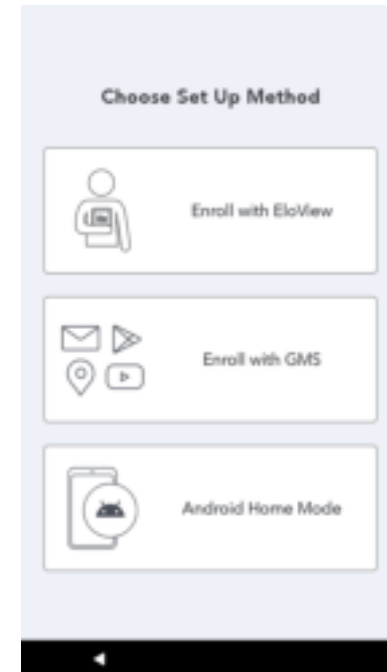 Choose Set Up Method
Enroll with EloView
Enroll with GMS
Android Home Mode